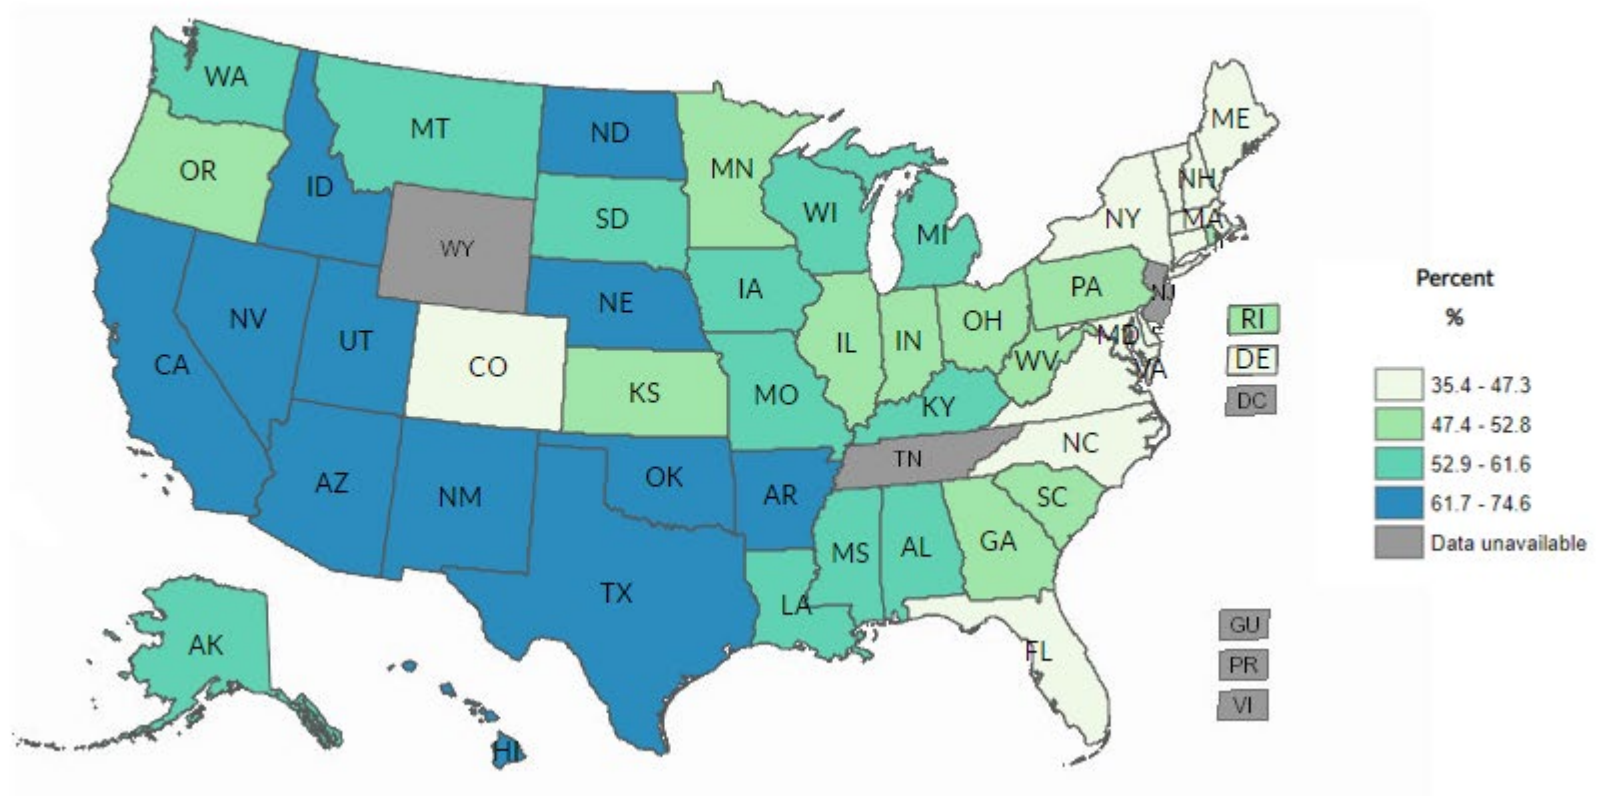 WA
MT
ND
MN
ME
OR
ID
SD
WI
MI
NY
NH
MA
WY
IA
PA
NJ
NE
NV
UT
CO
CA
KS
MO
IL
IN
OH
WV
MD
VA
KY
AZ
NM
OK
AR
TN
NC
SC
MS
AL
GA
TX
LA
FL
AK
HI
RI
DE
DC
GU
PR
VI
Percent
%
35.4 - 47.3
47.4 - 52.8
52.9 - 61.6
61.7 - 74.6
Data unavailable